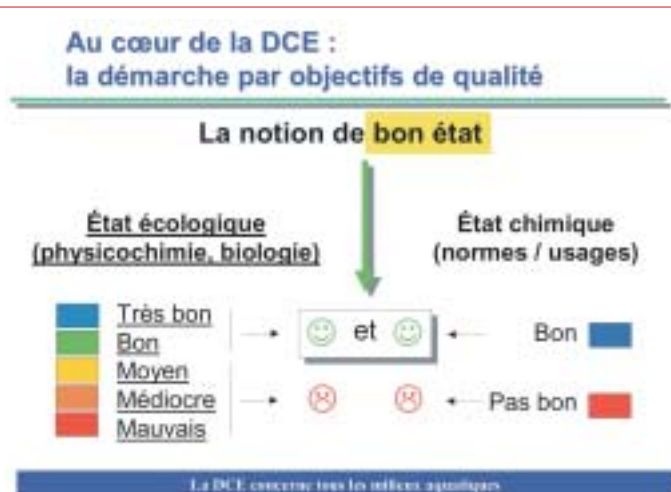 Au cœur de la DCE :
la démarche par objectifs de qualité
La notion de bon état
État écologique
(physicochimie, biologie)
État chimique
(normes / usages)
Très bon
Bon
Moyen
Médiocre
Mauvais
et
Bon
Pas bon
La DCE concerne tous les milieux aquatiques